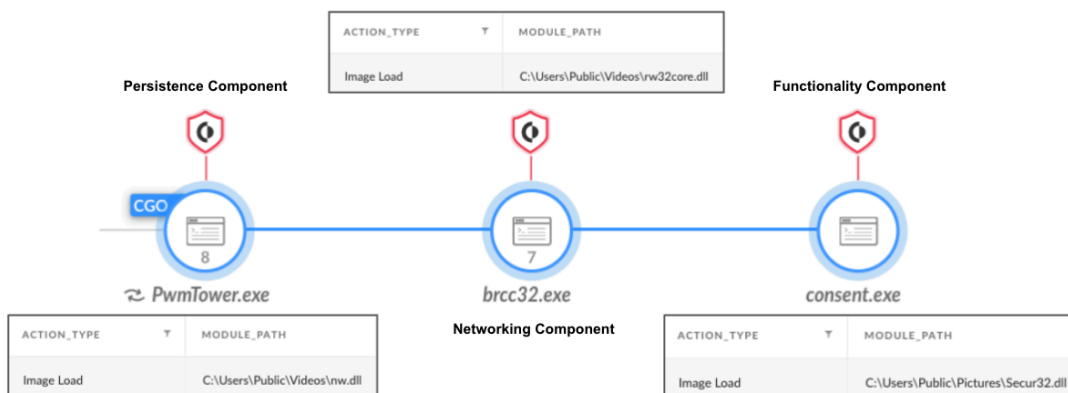 ACTION_TYPE MODULE_PATH
Image Load C:\Users\Public\Videos\rw32core.dll
Persistence Component
Functionality Component
CGO
8
7
PwmTower.exe
brcc32.exe
consent.exe
Networking Component
ACTION_TYPE MODULE_PATH
Image Load C:\Users\Public\Videos\nw.dll
ACTION_TYPE MODULE_PATH
Image Load C:\Users\Public\Pictures\Secur32.dll